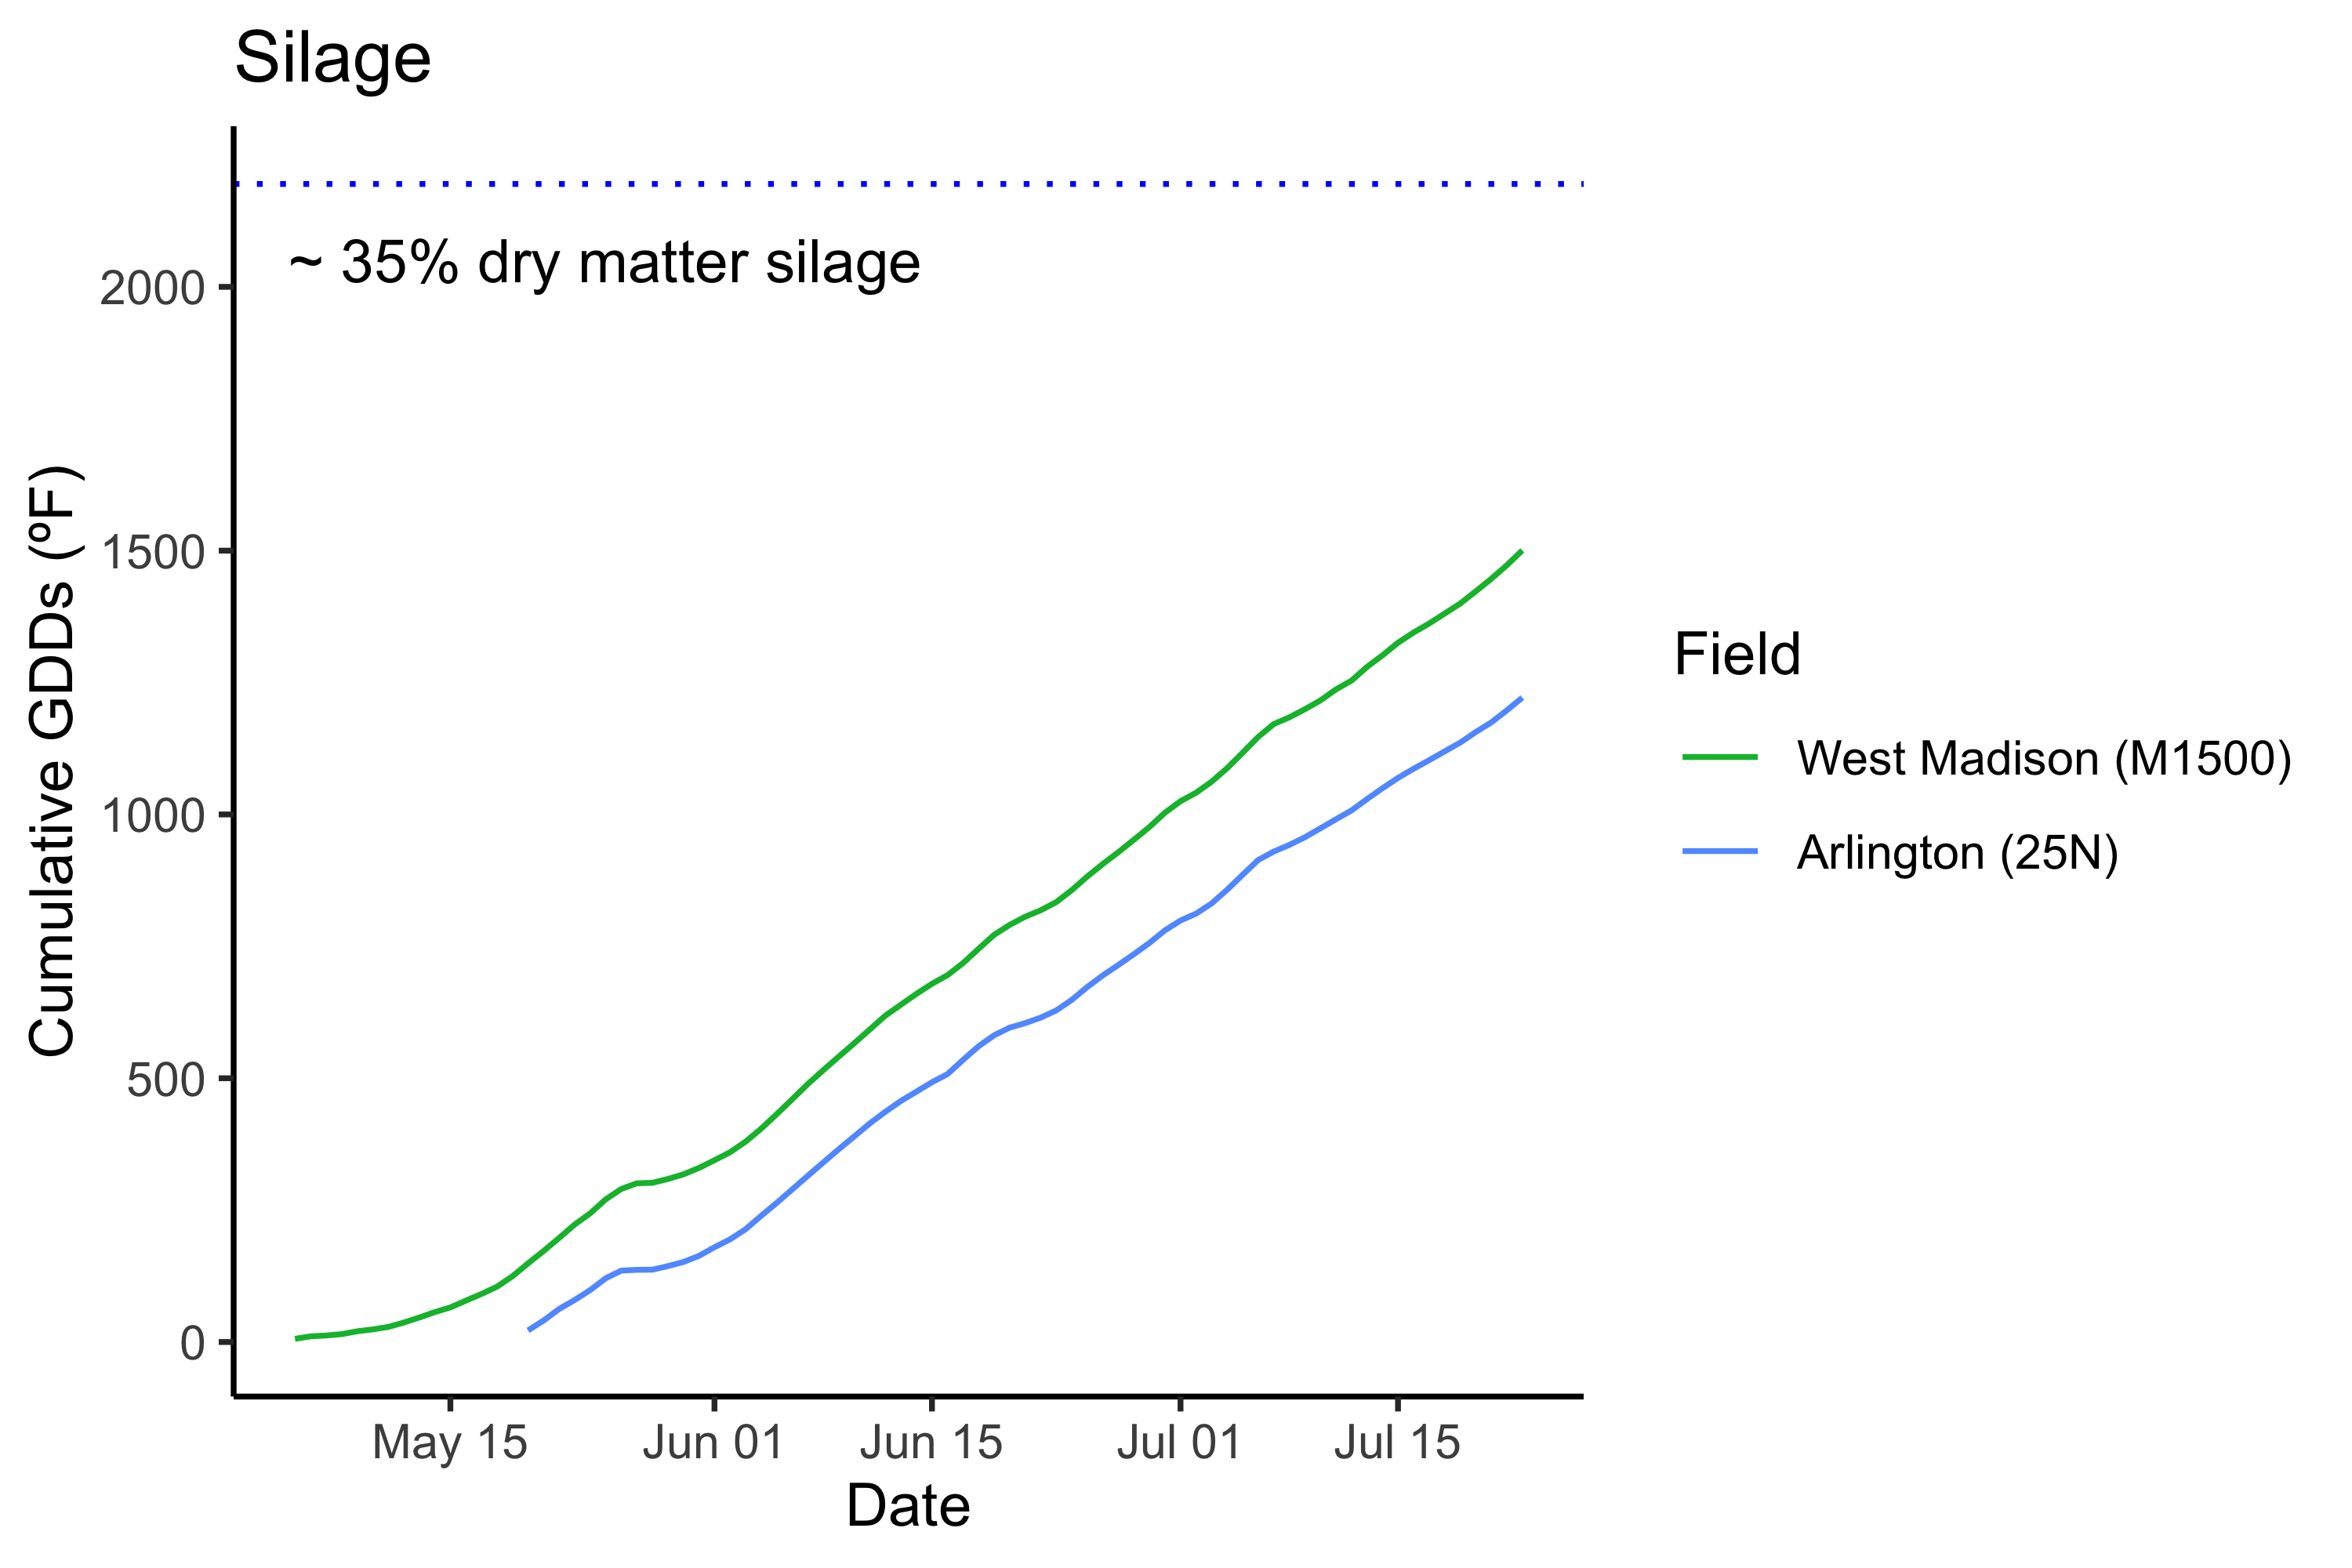 Silage
~ 35% dry matter silage
Cumulative GDDs (ºF)
2000
1500
1000
500
0
May 15
Jun 01
Jun 15
Jul 01
Jul 15
Date
Field
West Madison (M1500)
Arlington (25N)